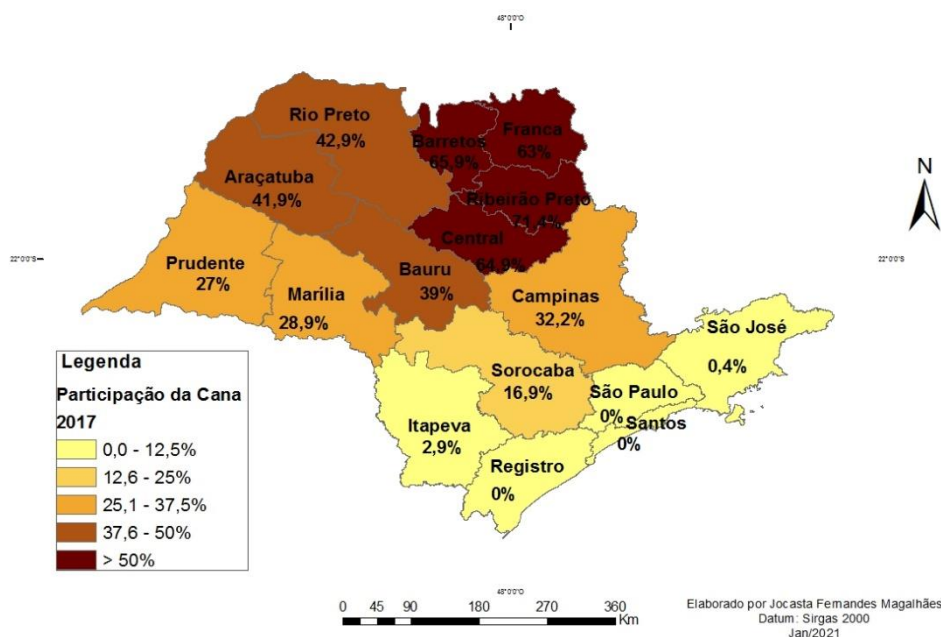 48°0'0"O
Rio Preto
42,9%
Barretos
65,9%
Franca
63%
Araçatuba
41,9%
Ribeirão Preto
71,4%
Central
64,9%
N
22°0'0"S
22°0'0"S
Prudente
27%
Marília
28,9%
Bauru
39%
Campinas
32,2%
São José
0,4%
Sorocaba
16,9%
São Paulo
0%
Santos
0%
Itapeva
2,9%
Registro
0%
Legenda
Participação da Cana
2017
0,0 - 12,5%
12,6 - 25%
25,1 - 37,5%
37,6 - 50%
> 50%
48°0'0"O
0 45 90 180 270 360
Km
Elaborado por Jocasta Fernandes Magalhães
Datum: Sirgas 2000
Jan/2021